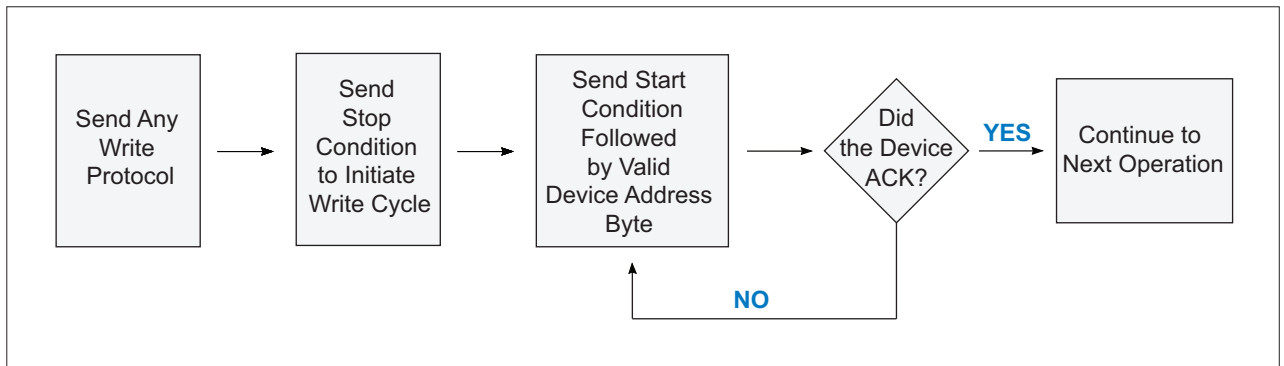 Send Any
Write
Protocol
Send
Stop
Condition
to Initiate
Write Cycle
Send Start
Condition
Followed
by Valid
Device Address
Byte
Did
the Device
ACK?
YES
NO
Continue to
Next Operation